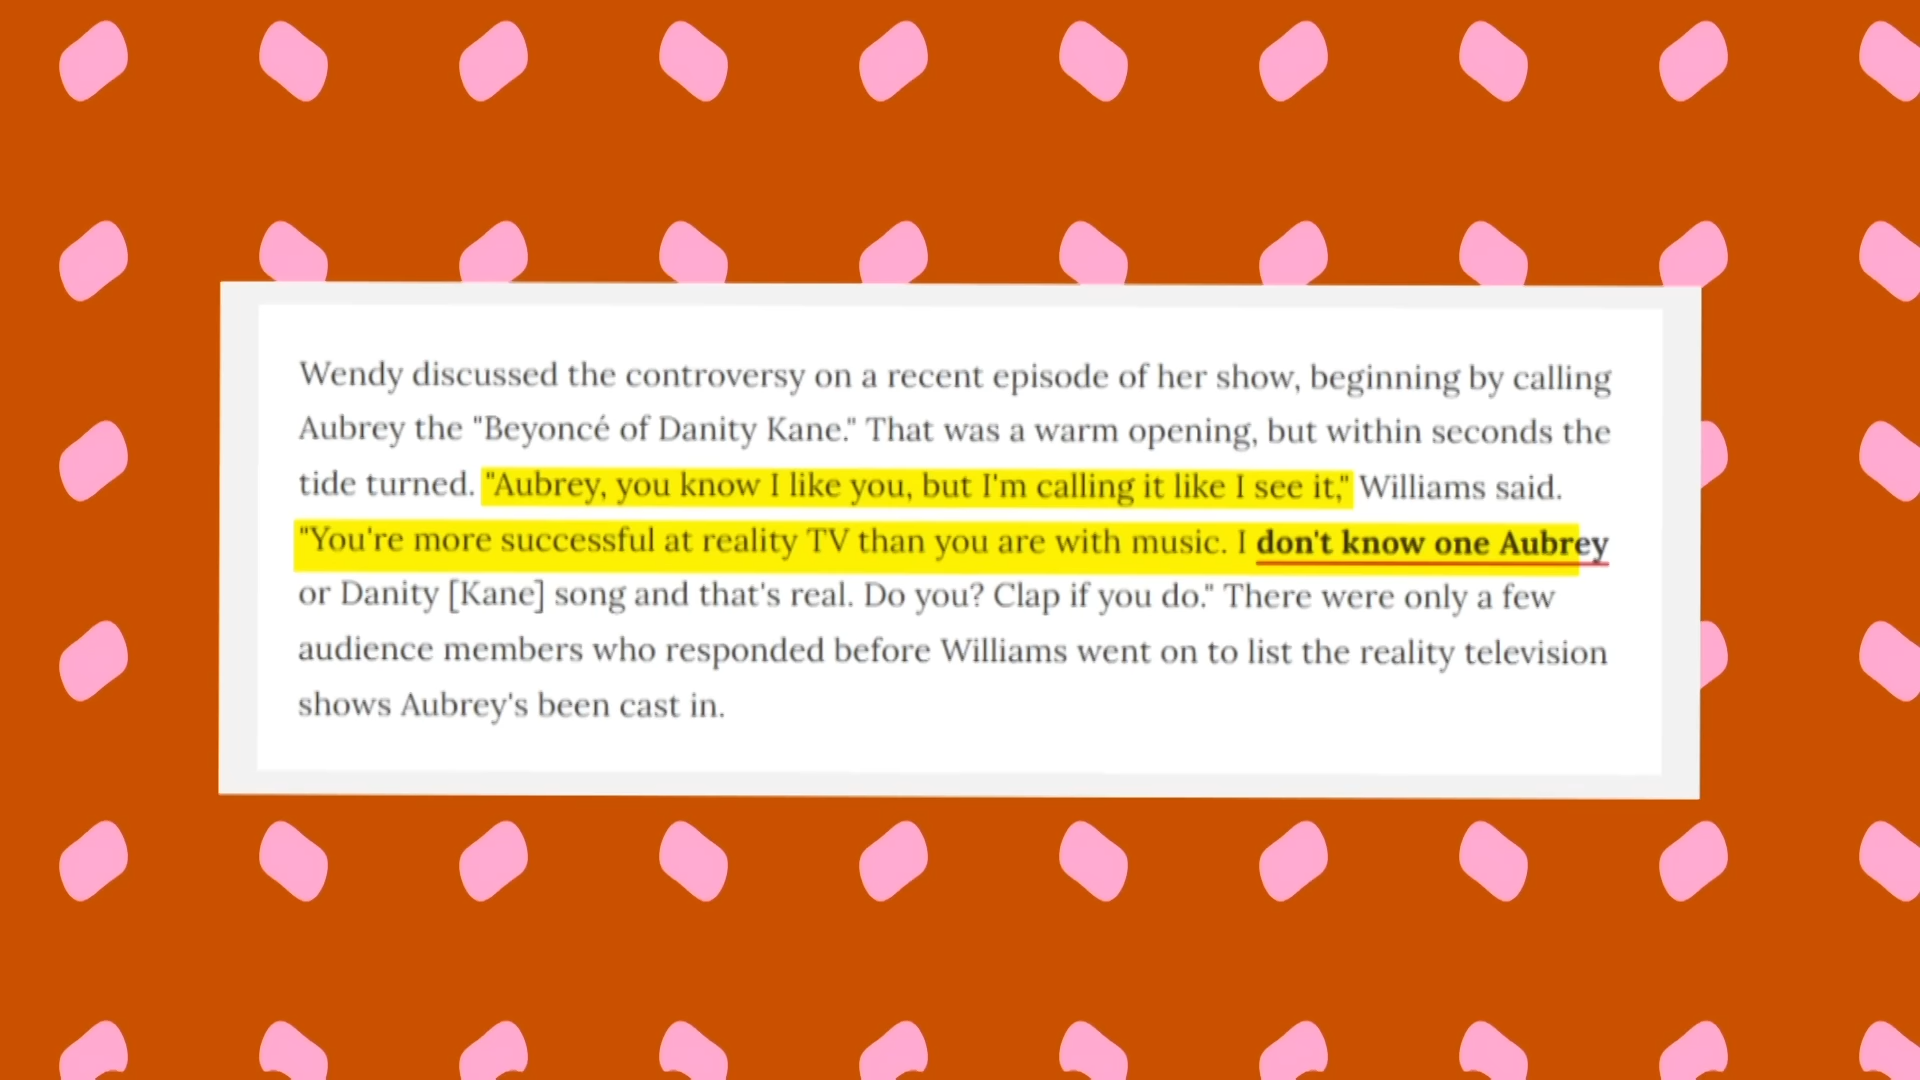 Wendy discussed the controversy on a recent episode of her show, beginning by calling
Aubrey the "Beyoncé of Danity Kane." That was a warm opening, but within seconds the
tide turned. "Aubrey, you know I like you, but I'm calling it like I see it," Williams said.
"You're more successful at reality TV than you are with music. I don't know one Aubrey
or Danity [Kane] song and that's real. Do you? Clap if you do." There were only a few
audience members who responded before Williams went on to list the reality television
shows Aubrey's been cast in.